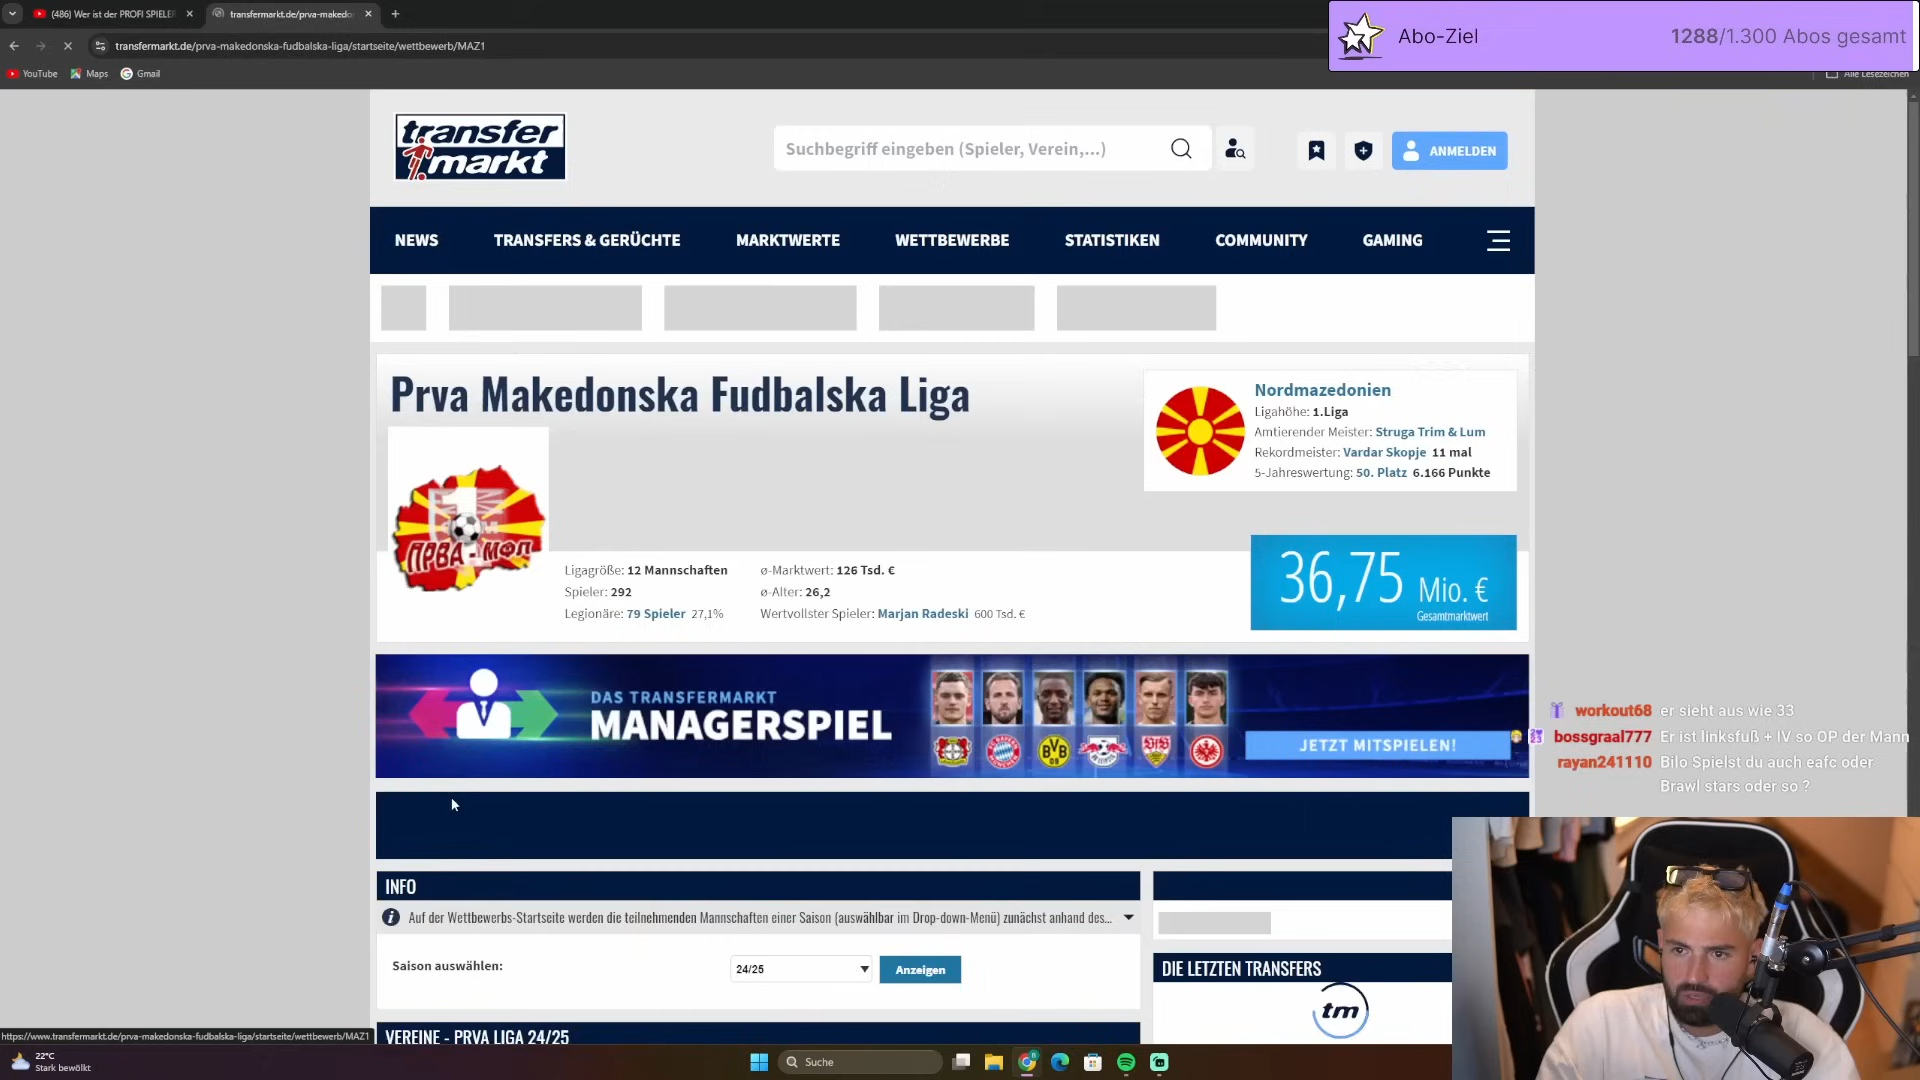 (486) Wer ist der PROFI SPIELER
transfermarkt.de/prva-makedo
transfermarkt.de/prva-makedonska-fudbalska-liga/startseite/wettbewerb/MAZ1
YouTube Maps Gmail
Alle Lesezeichen
Abo-Ziel 1288/1.300 Abos gesamt
transfer
markt
Suchbegriff eingeben (Spieler, Verein,...)
ANMELDEN
NEWS TRANSFERS & GERÜCHTE MARKTWERTE WETTBEWERBE STATISTIKEN COMMUNITY GAMING
Prva Makedonska Fudbalska Liga
Nordmazedonien
Ligahöhe: 1.Liga
Amtierender Meister: Struga Trim & Lum
Rekordmeister: Vardar Skopje 11 mal
5-Jahreswertung: 50. Platz 6.166 Punkte
ПРВА - МФЛ
Ligagröße: 12 Mannschaften
Spieler: 292
Legionäre: 79 Spieler 27,1%
ø-Marktwert: 126 Tsd. €
ø-Alter: 26,2
Wertvollster Spieler: Marjan Radeski 600 Tsd. €
36,75 Mio. €
Gesamtmarktwert
DAS TRANSFERMARKT
MANAGERSPIEL
BVB
09
JETZT MITSPIELEN!
workout68 er sieht aus wie 33
bossgraal777 Er ist linksfuß + IV so OP der Mann
rayan241110 Bilo Spielst du auch eafc oder
Brawl stars oder so ?
INFO
Auf der Wettbewerbs-Startseite werden die teilnehmenden Mannschaften einer Saison (auswählbar im Drop-down-Menü) zunächst anhand des...
Saison auswählen: 24/25 Anzeigen
DIE LETZTEN TRANSFERS
tm
VEREINE - PRVA LIGA 24/25
https://www.transfermarkt.de/prva-makedonska-fudbalska-liga/startseite/wettbewerb/MAZ1
22°C
Stark bewölkt
Suche